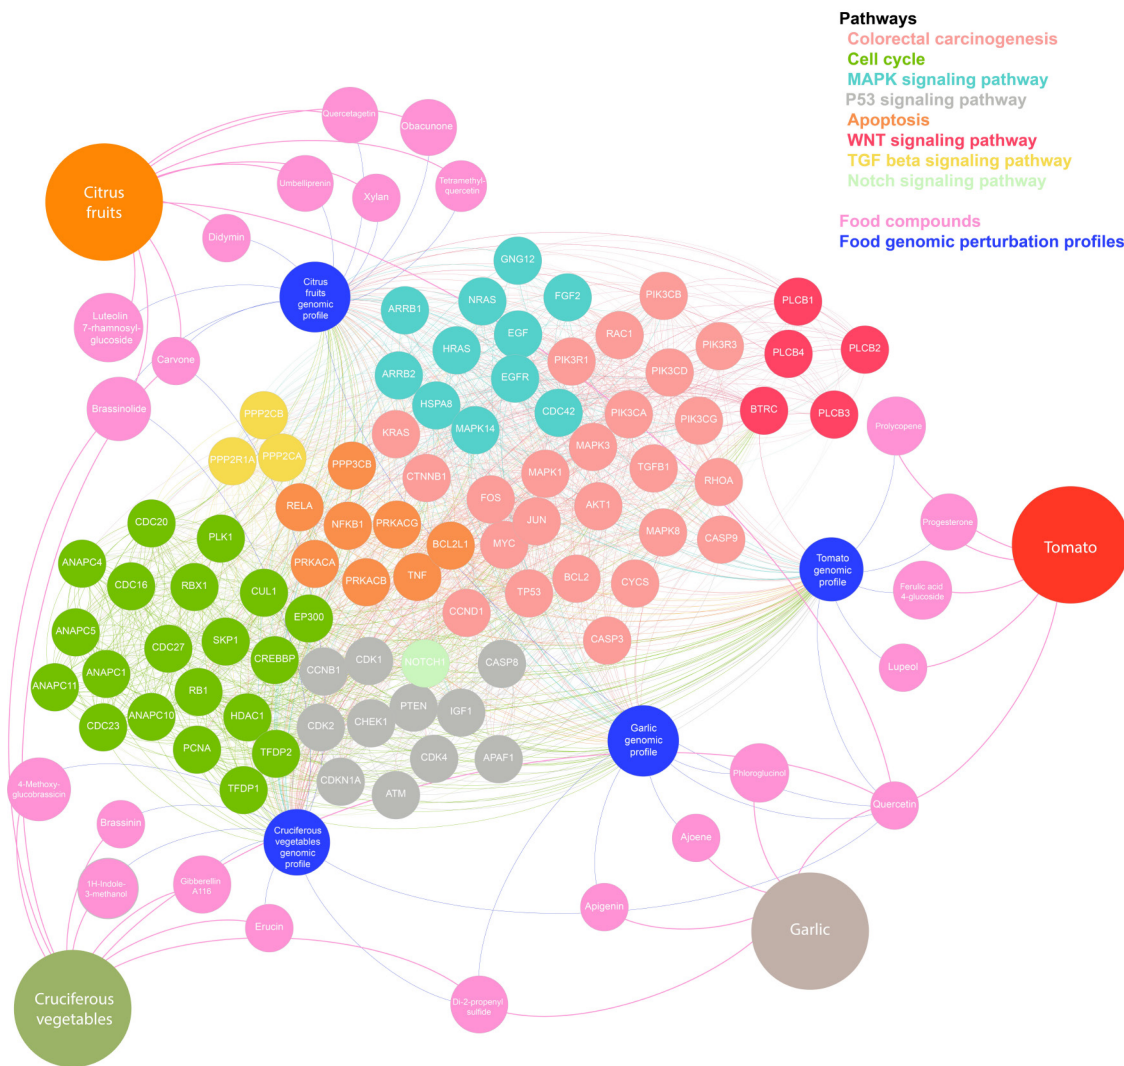 Pathways
Colorectal carcinogenesis
Cell cycle
MAPK signaling pathway
P53 signaling pathway
Apoptosis
WNT signaling pathway
TGF beta signaling pathway
Notch signaling pathway
Food compounds
Food genomic perturbation profiles
Quercetagetin
Obacunone
Umbelliprenin
Xylan
Tetramethyl-
quercetin
Citrus
fruits
Didymin
Citrus
fruits
genomic
profile
Luteolin
7-rhamnosyl-
glucoside
Carvone
Brassinolide
GNG12
NRAS
FGF2
ARRB1
EGF
HRAS
EGFR
ARRB2
HSPA8
MAPK14
CDC42
PIK3CB
RAC1
PIK3R3
PIK3R1
PIK3CD
PIK3CA
PIK3CG
PLCB1
PLCB4
PLCB2
BTRC
PLCB3
PPP2CB
PPP2R1A
PPP2CA
KRAS
PPP3CB
CTNNB1
MAPK3
MAPK1
TGFB1
RHOA
RELA
NFKB1
PRKACG
BCL2L1
FOS
JUN
AKT1
MYC
MAPK8
CASP9
PRKACA
PRKACB
TNF
TP53
BCL2
CYCS
CCND1
CASP3
Prolycopene
Progesterone
Tomato
Tomato
genomic
profile
Ferulic acid
4-glucoside
Lupeol
CDC20
PLK1
ANAPC4
CDC16
RBX1
CUL1
EP300
ANAPC5
SKP1
CDC27
CREBBP
ANAPC1
ANAPC11
RB1
ANAPC10
HDAC1
CDC23
PCNA
TFDP2
TFDP1
CCNB1
CDK1
NOTCH1
CASP8
PTEN
IGF1
CDK2
CHEK1
CDK4
APAF1
CDKN1A
ATM
Garlic
genomic
profile
Phloroglucinol
Quercetin
Ajoene
Apigenin
Garlic
4-Methoxy-
glucobrassicin
Brassinin
Cruciferous
vegetables
genomic
profile
1H-Indole-
3-methanol
Gibberellin
A116
Erucin
Di-2-propenyl
sulfide
Cruciferous
vegetables